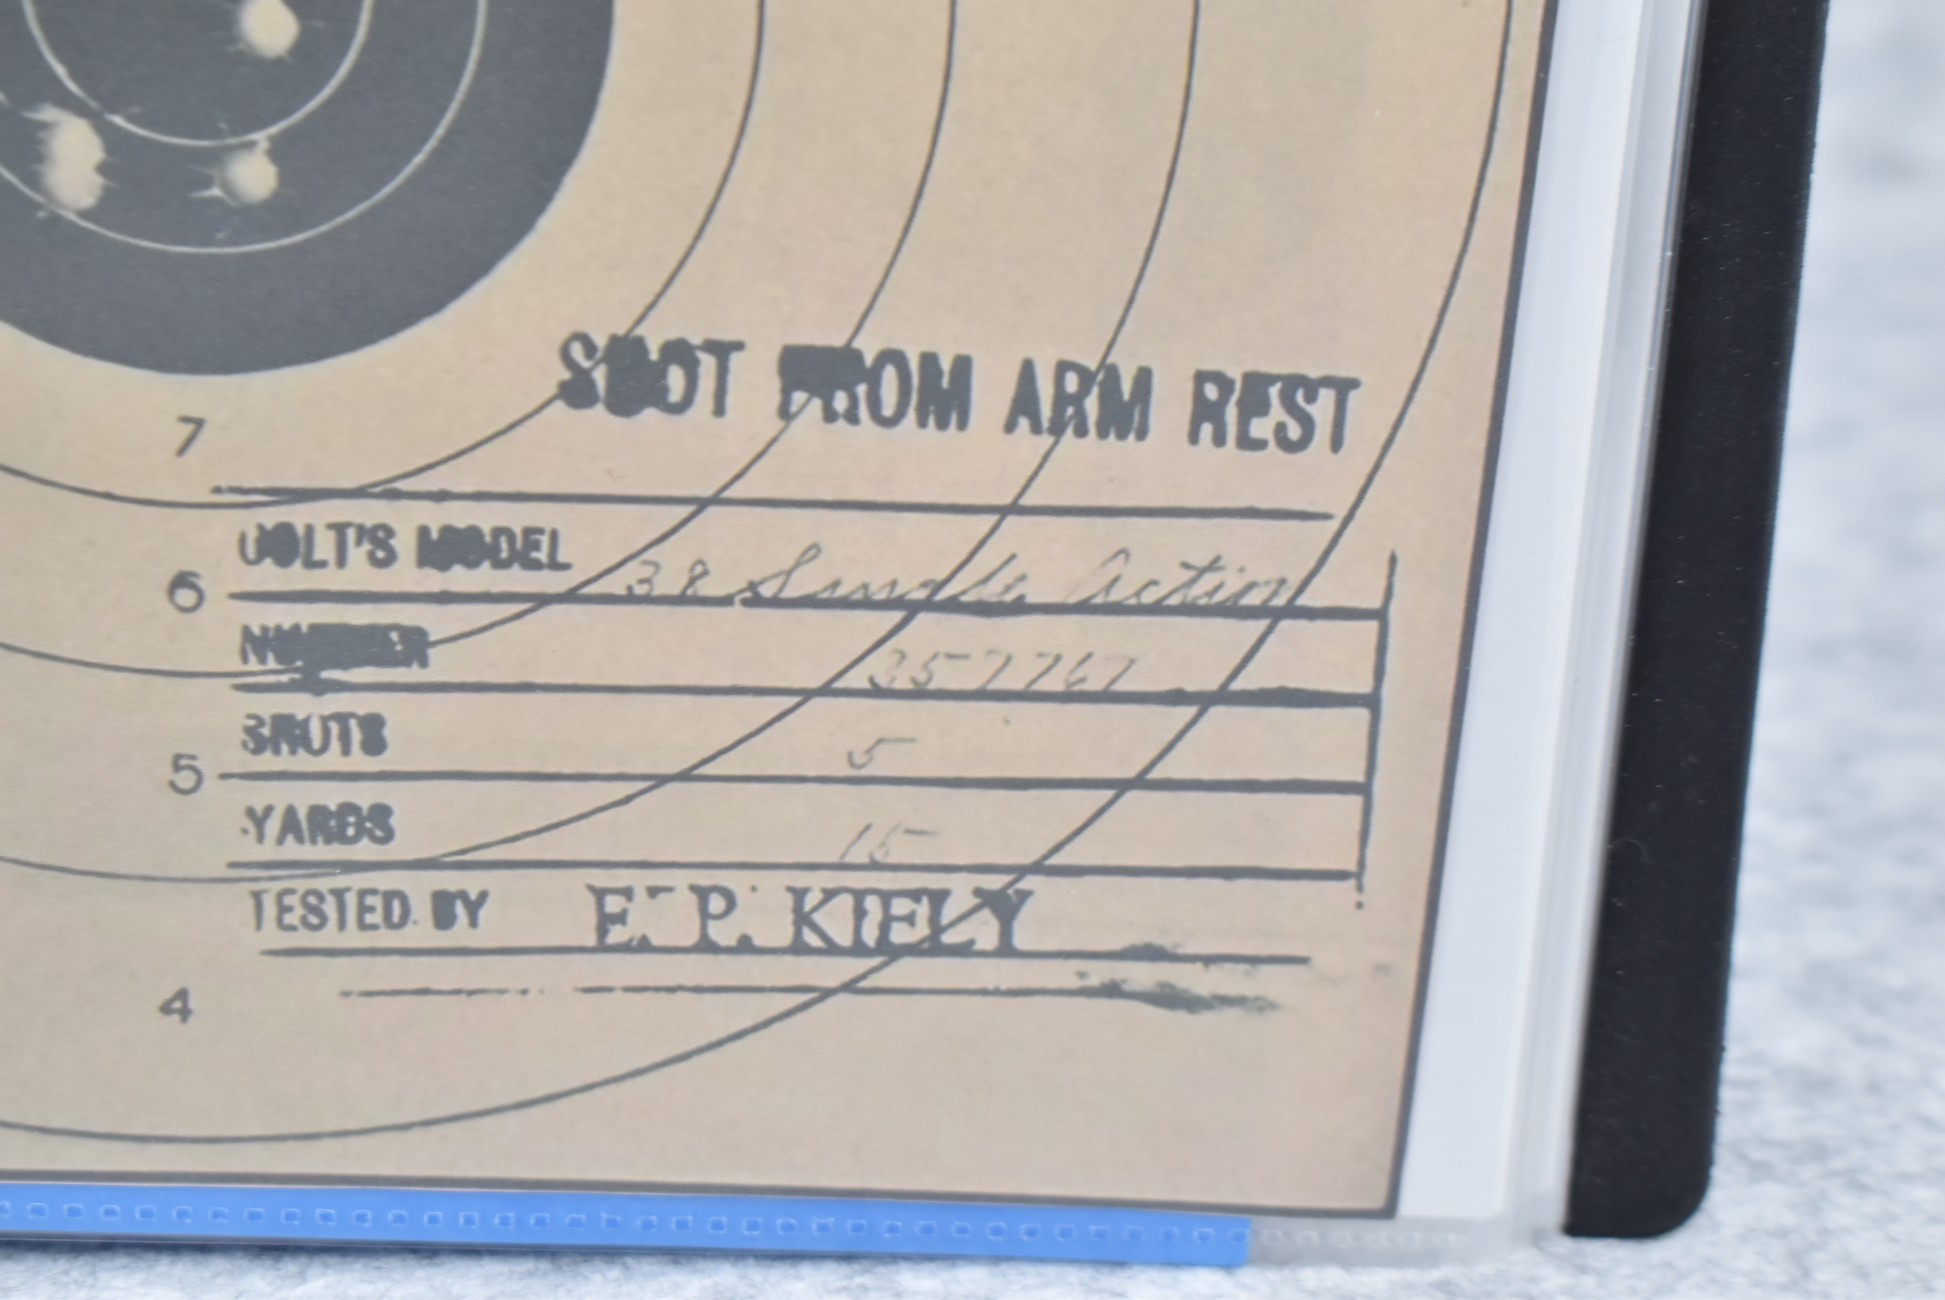 SHOT FROM ARM REST
7
COLT'S MODEL 38 Single Action
6
NUMBER 357767
SHOTS 5
5
YARDS 15
TESTED BY E. P. KIELY
4